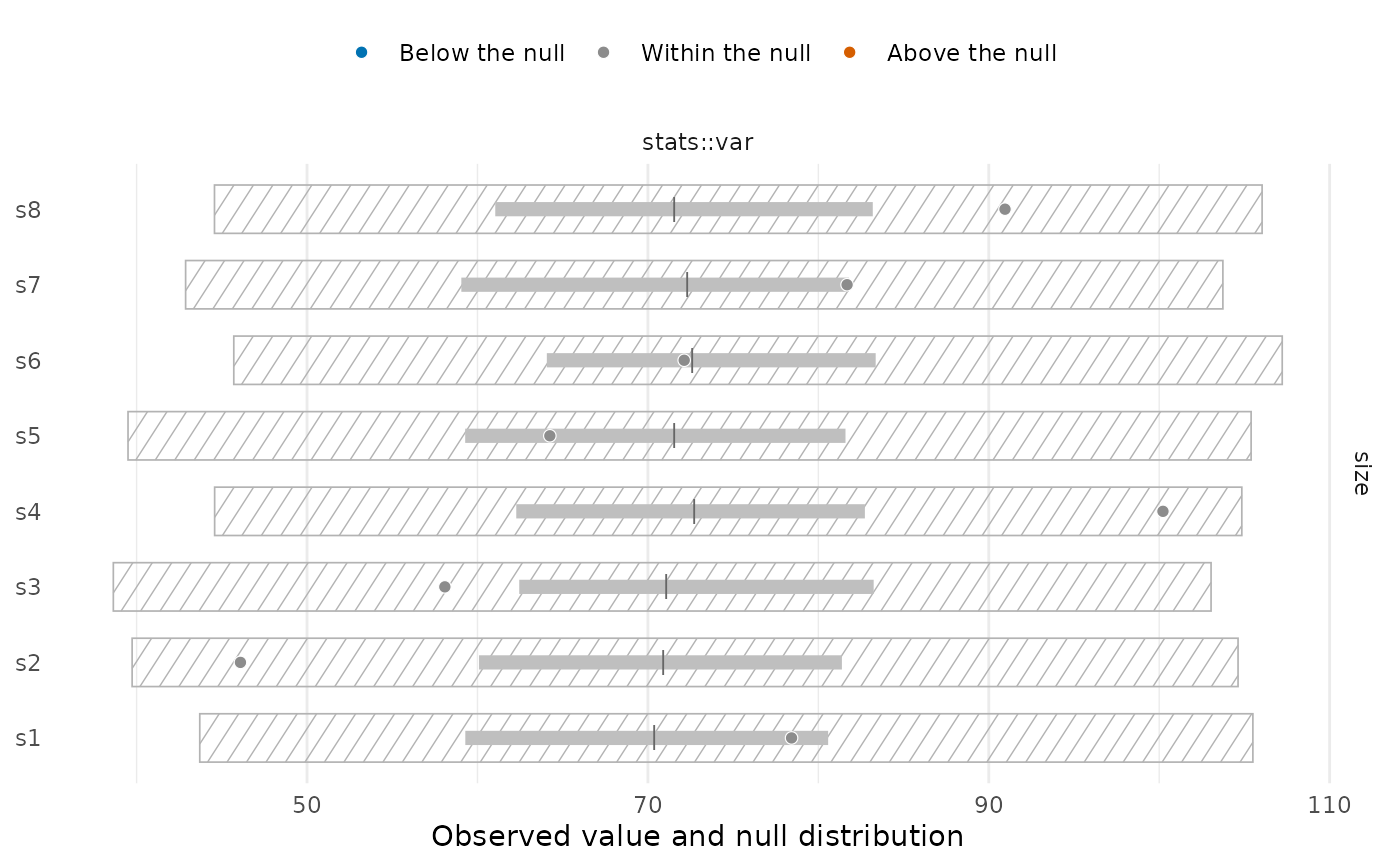 Below the null Within the null Above the null
stats::var
s8
s7
s6
s5
s4
s3
s2
s1
size
50 70 90 110
Observed value and null distribution